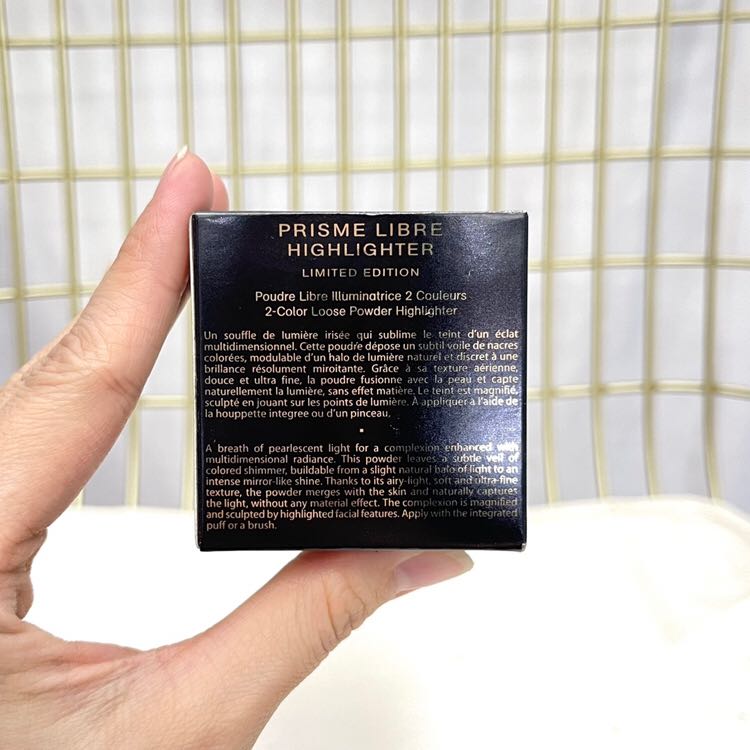 PRISME LIBRE
HIGHLIGHTER
LIMITED EDITION
Poudre Libre Illuminatrice 2 Couleurs
2-Color Loose Powder Highlighter
Un souffle de lumière irisée qui sublime le teint d'un éclat
multidimensionnel. Cette poudre dépose un subtil voile de nacres
colorées, modulable d'un halo de lumière naturel et discret à une
brillance résolument miroitante. Grâce à sa texture aérienne,
douce et ultra fine, la poudre fusionne avec la peau et capte
naturellement la lumière, sans effet matière. Le teint est magnifié,
sculpté en jouant sur les points de lumière. À appliquer à l'aide de
la houppette integree ou d'un pinceau.
A breath of pearlescent light for a complexion enhanced with
multidimensional radiance. This powder leaves a subtle veil of
colored shimmer, buildable from a slight natural halo of light to an
intense mirror-like shine. Thanks to its airy-light, soft and ultra-fine
texture, the powder merges with the skin and naturally captures
the light, without any material effect. The complexion is magnified
and sculpted by highlighted facial features. Apply with the integrated
puff or a brush.